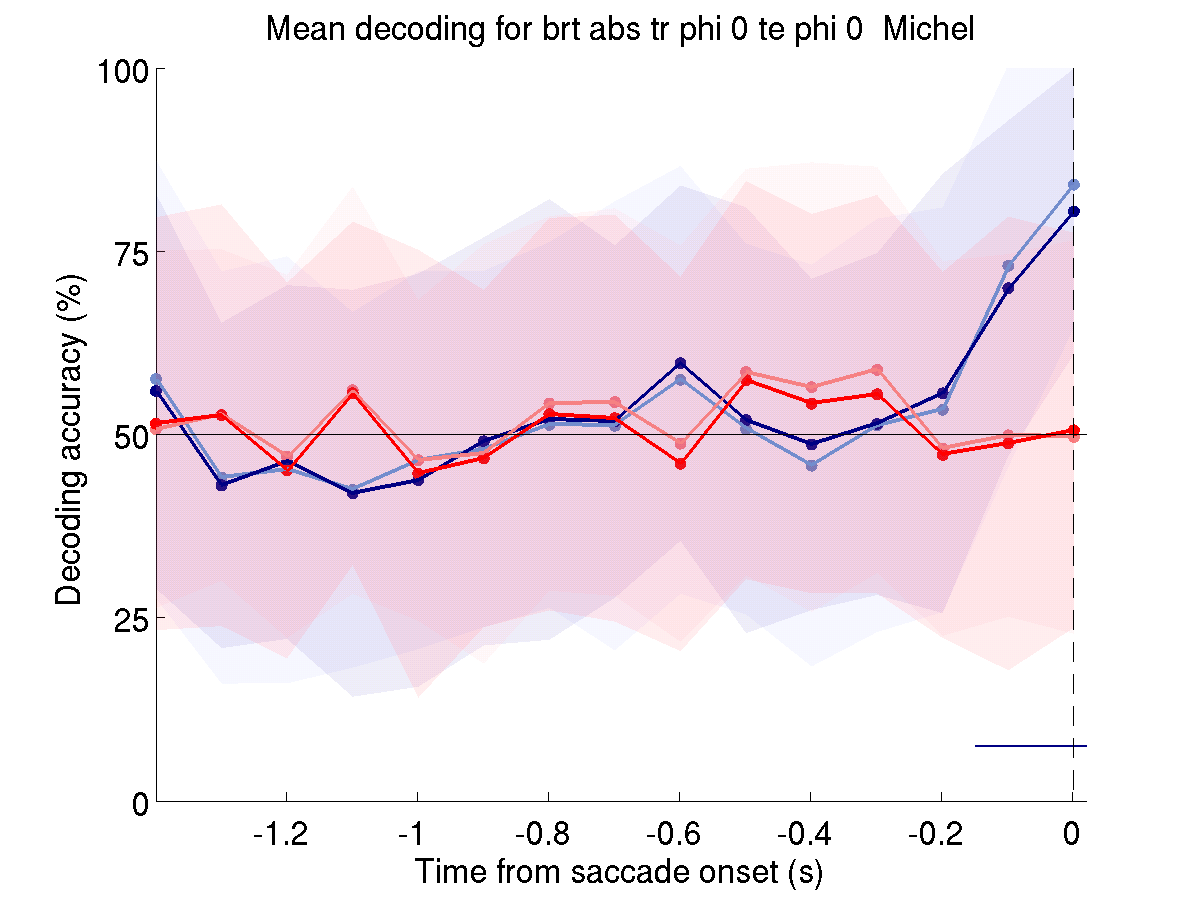 Mean decoding for brt abs tr phi 0 te phi 0  Michel
100
75
50
25
0
Decoding accuracy (%)
-1.2 -1 -0.8 -0.6 -0.4 -0.2 0
Time from saccade onset (s)